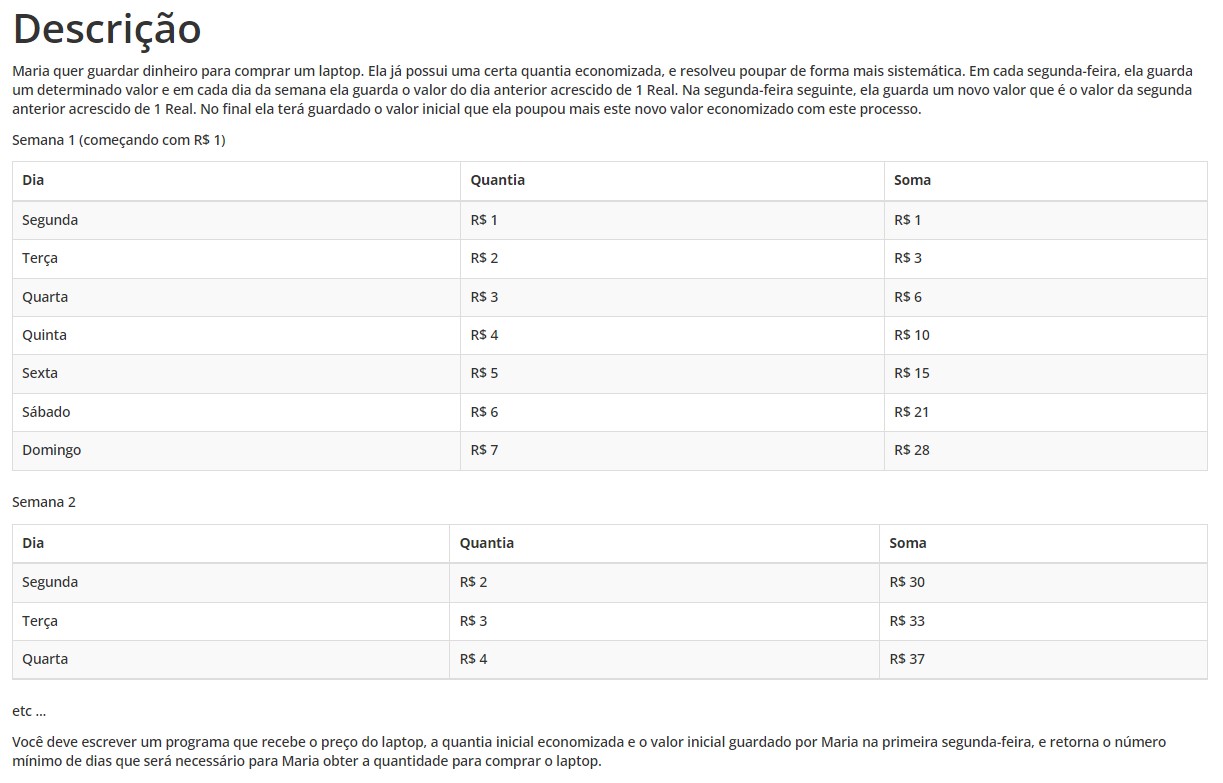 Descrição
Maria quer guardar dinheiro para comprar um laptop. Ela já possui uma certa quantia economizada, e resolveu poupar de forma mais sistemática. Em cada segunda-feira, ela guarda
um determinado valor e em cada dia da semana ela guarda o valor do dia anterior acrescido de 1 Real. Na segunda-feira seguinte, ela guarda um novo valor que é o valor da segunda
anterior acrescido de 1 Real. No final ela terá guardado o valor inicial que ela poupou mais este novo valor economizado com este processo.
Semana 1 (começando com R$ 1)
Dia Quantia Soma
Segunda R$ 1 R$ 1
Terça R$ 2 R$ 3
Quarta R$ 3 R$ 6
Quinta R$ 4 R$ 10
Sexta R$ 5 R$ 15
Sábado R$ 6 R$ 21
Domingo R$ 7 R$ 28
Semana 2
Dia Quantia Soma
Segunda R$ 2 R$ 30
Terça R$ 3 R$ 33
Quarta R$ 4 R$ 37
etc ...
Você deve escrever um programa que recebe o preço do laptop, a quantia inicial economizada e o valor inicial guardado por Maria na primeira segunda-feira, e retorna o número
mínimo de dias que será necessário para Maria obter a quantidade para comprar o laptop.